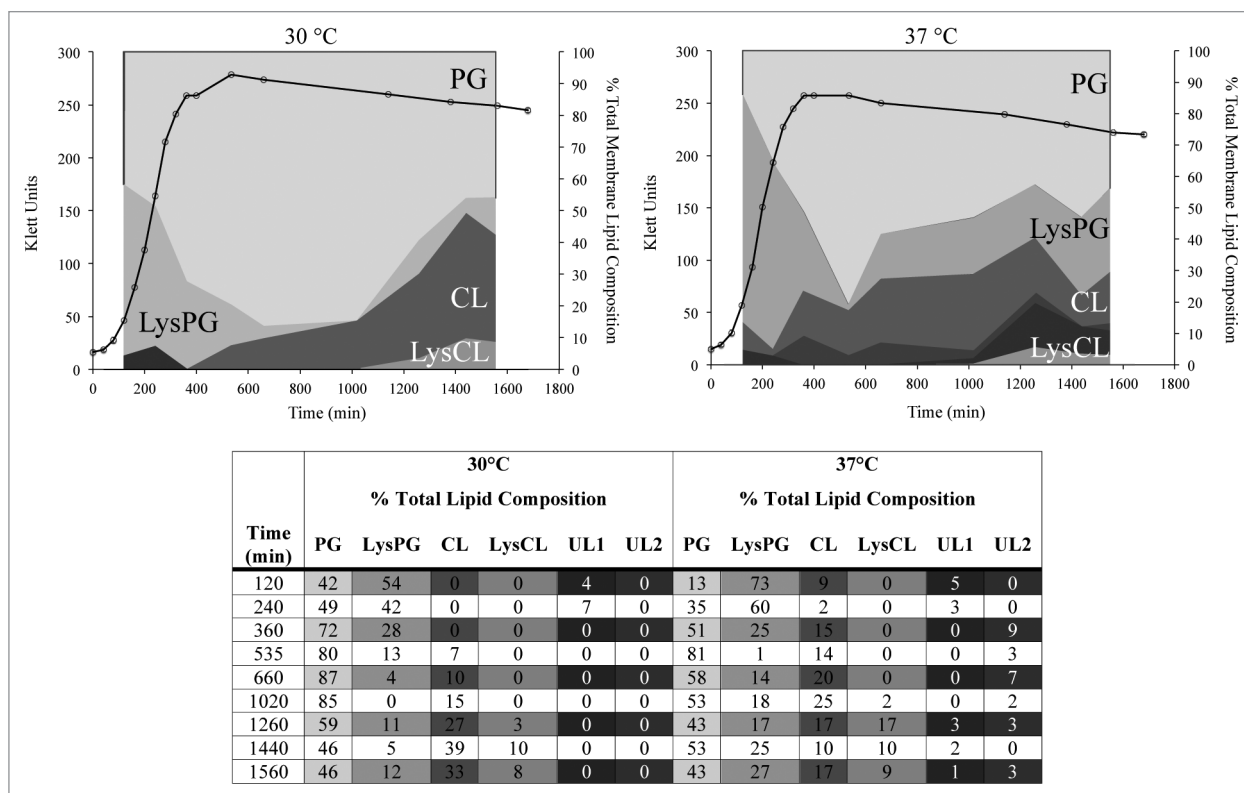 30 °C
300
250
200
150
100
50
0
Klett Units
100
90
80
70
60
50
40
30
20
10
0
% Total Membrane Lipid Composition
PG
LysPG
CL
LysCL
0 200 400 600 800 1000 1200 1400 1600 1800
Time (min)
37 °C
300
250
200
150
100
50
0
Klett Units
100
90
80
70
60
50
40
30
20
10
0
% Total Membrane Lipid Composition
PG
LysPG
CL
LysCL
0 200 400 600 800 1000 1200 1400 1600 1800
Time (min)
30°C 37°C
% Total Lipid Composition % Total Lipid Composition
Time (min) PG LysPG CL LysCL UL1 UL2 PG LysPG CL LysCL UL1 UL2
120 42 54 0 0 4 0 13 73 9 0 5 0
240 49 42 0 0 7 0 35 60 2 0 3 0
360 72 28 0 0 0 0 51 25 15 0 0 9
535 80 13 7 0 0 0 81 1 14 0 0 3
660 87 4 10 0 0 0 58 14 20 0 0 7
1020 85 0 15 0 0 0 53 18 25 2 0 2
1260 59 11 27 3 0 0 43 17 17 17 3 3
1440 46 5 39 10 0 0 53 25 10 10 2 0
1560 46 12 33 8 0 0 43 27 17 9 1 3